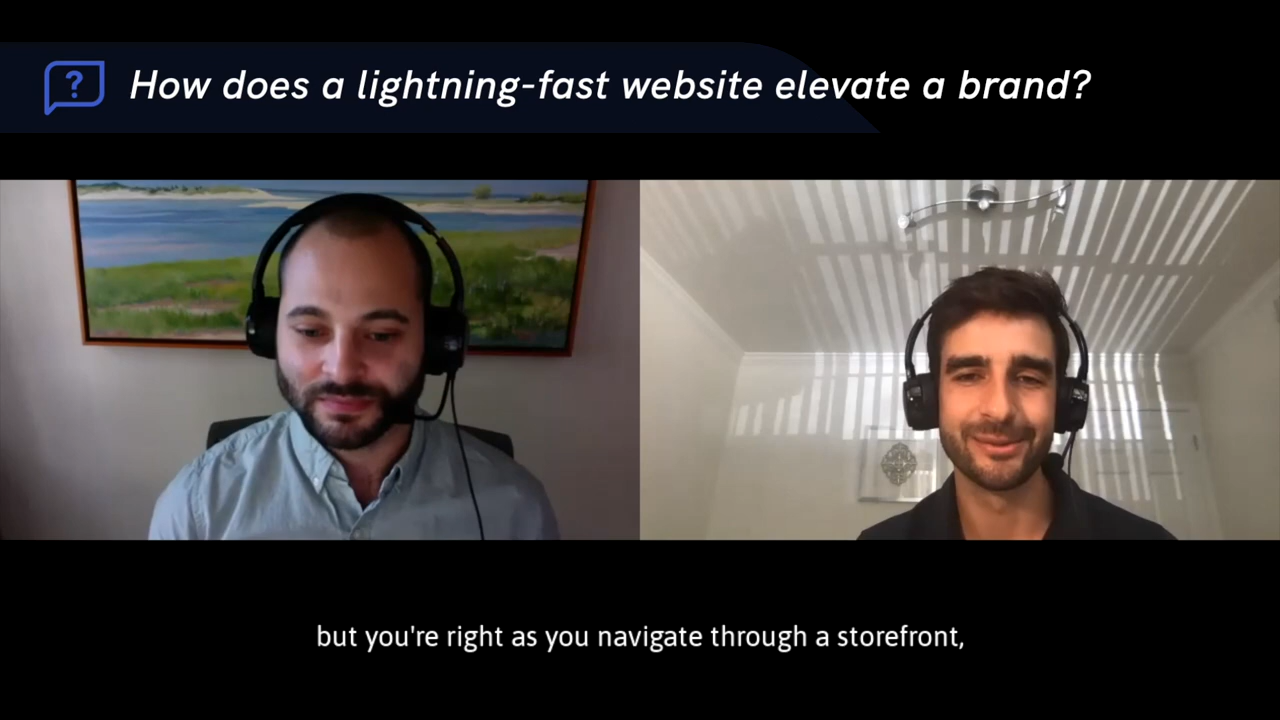 ?
How does a lightning-fast website elevate a brand?
but you're right as you navigate through a storefront,